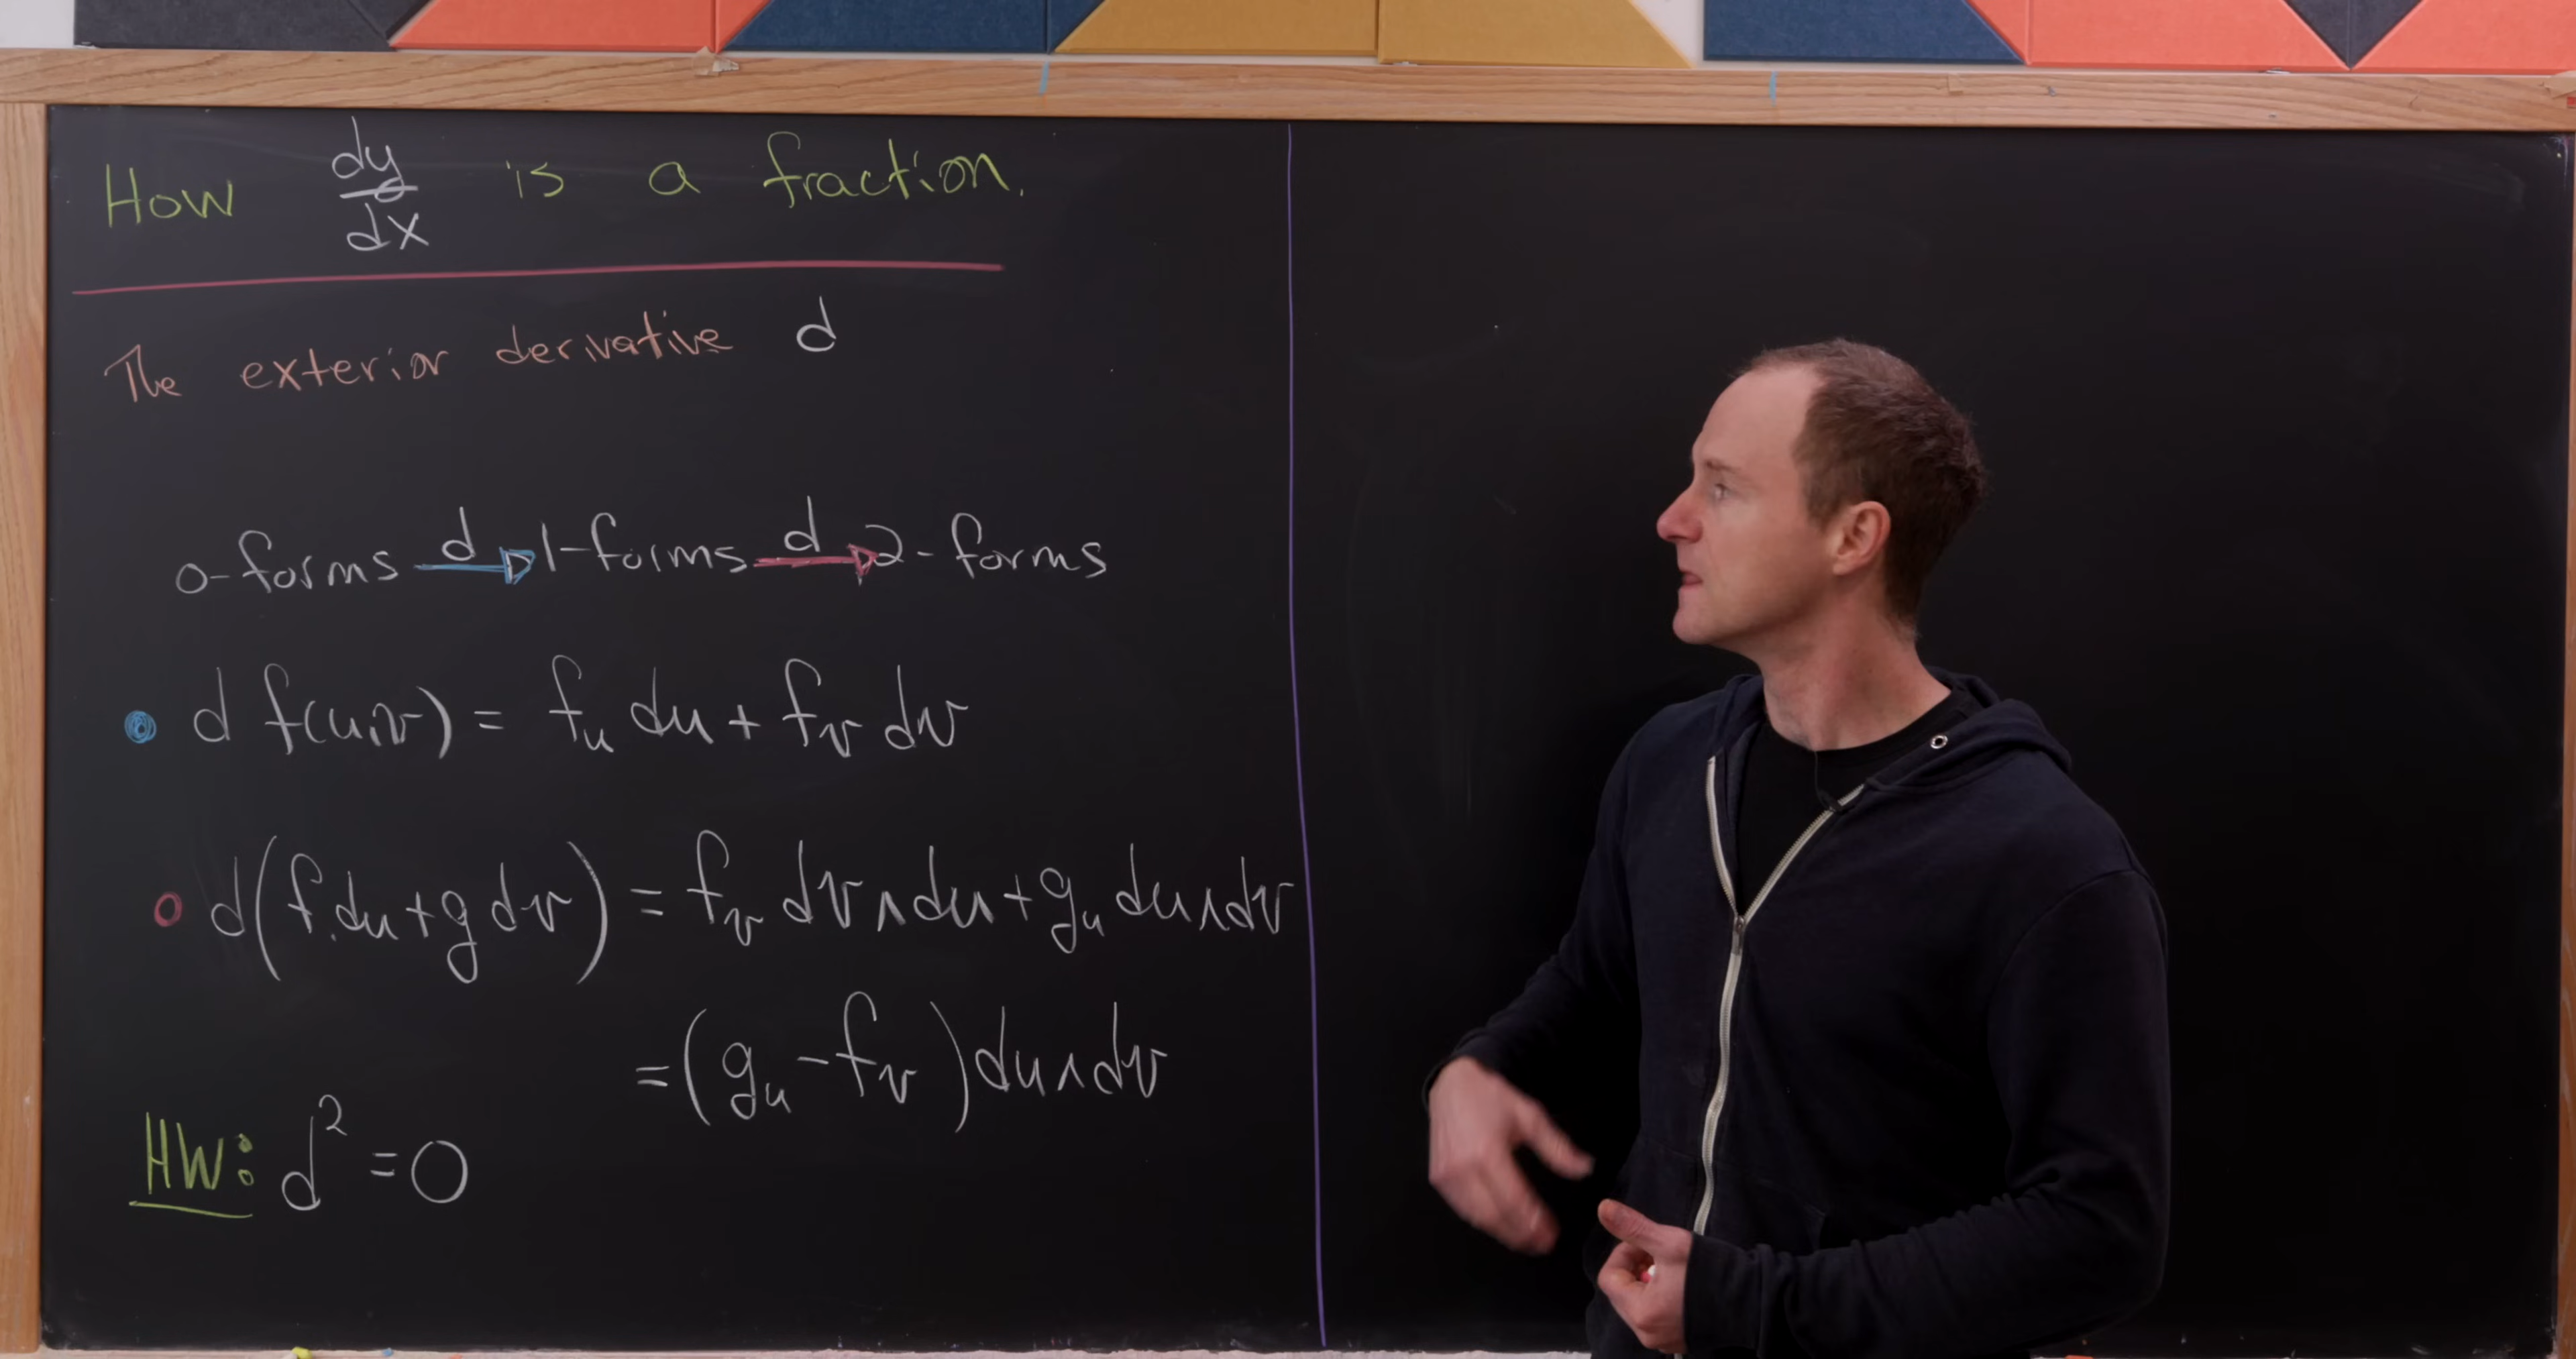 How dy/dx is a fraction.
The exterior derivative d
0-forms d→ 1-forms d→ 2-forms
d f(u,v) = f_u du + f_v dv
d(f du + g dv) = f_v dv∧du + g_u du∧dv
= (g_u - f_v) du∧dv
HW: d² = 0